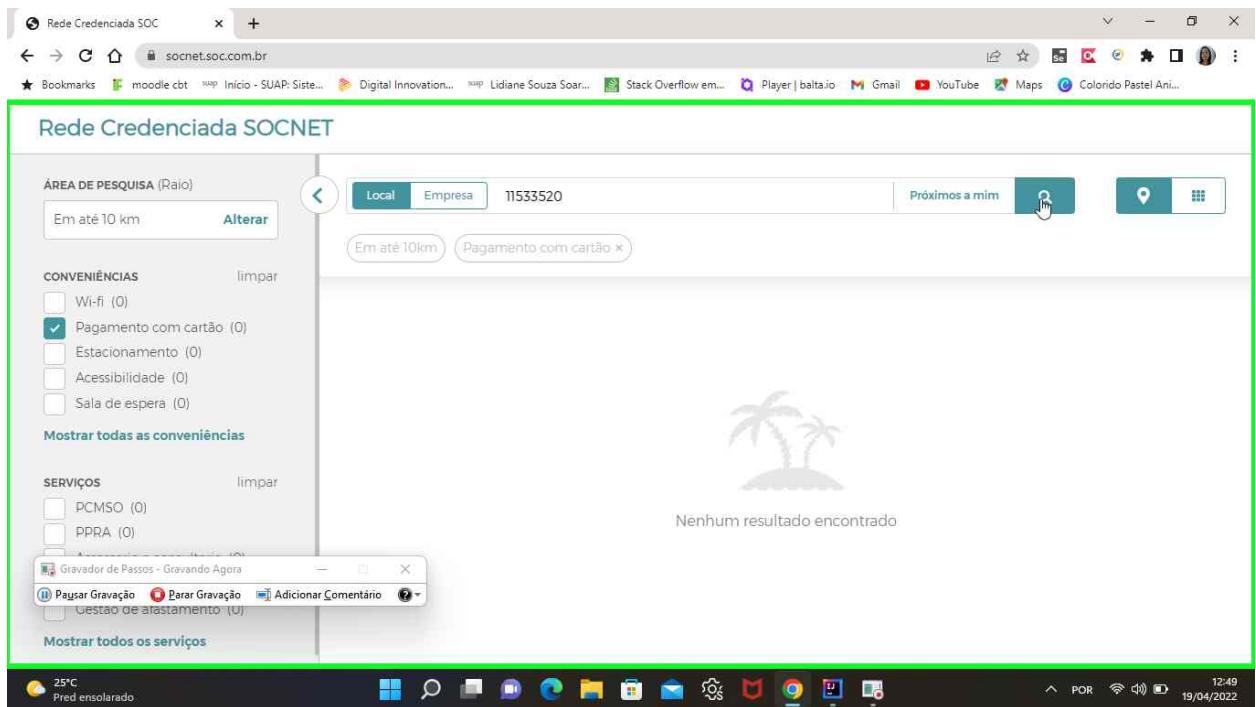 Rede Credenciada SOC
socnet.soc.com.br
Bookmarks moodle cbt suap Início - SUAP: Siste... Digital Innovation... suap Lidiane Souza Soar... Stack Overflow em... Player | balta.io Gmail YouTube Maps Colorido Pastel Ani...
Rede Credenciada SOCNET
ÁREA DE PESQUISA (Raio)
Em até 10 km Alterar
Local Empresa 11533520 Próximos a mim
Em até 10km Pagamento com cartão ×
CONVENIÊNCIAS limpar
Wi-fi (0)
Pagamento com cartão (0)
Estacionamento (0)
Acessibilidade (0)
Sala de espera (0)
Mostrar todas as conveniências
SERVIÇOS limpar
PCMSO (0)
PPRA (0)
Nenhum resultado encontrado
Gravador de Passos - Gravando Agora
Pausar Gravação Parar Gravação Adicionar Comentário
Gestão de afastamento (0)
Mostrar todos os serviços
25°C
Pred ensolarado
POR
12:49
19/04/2022